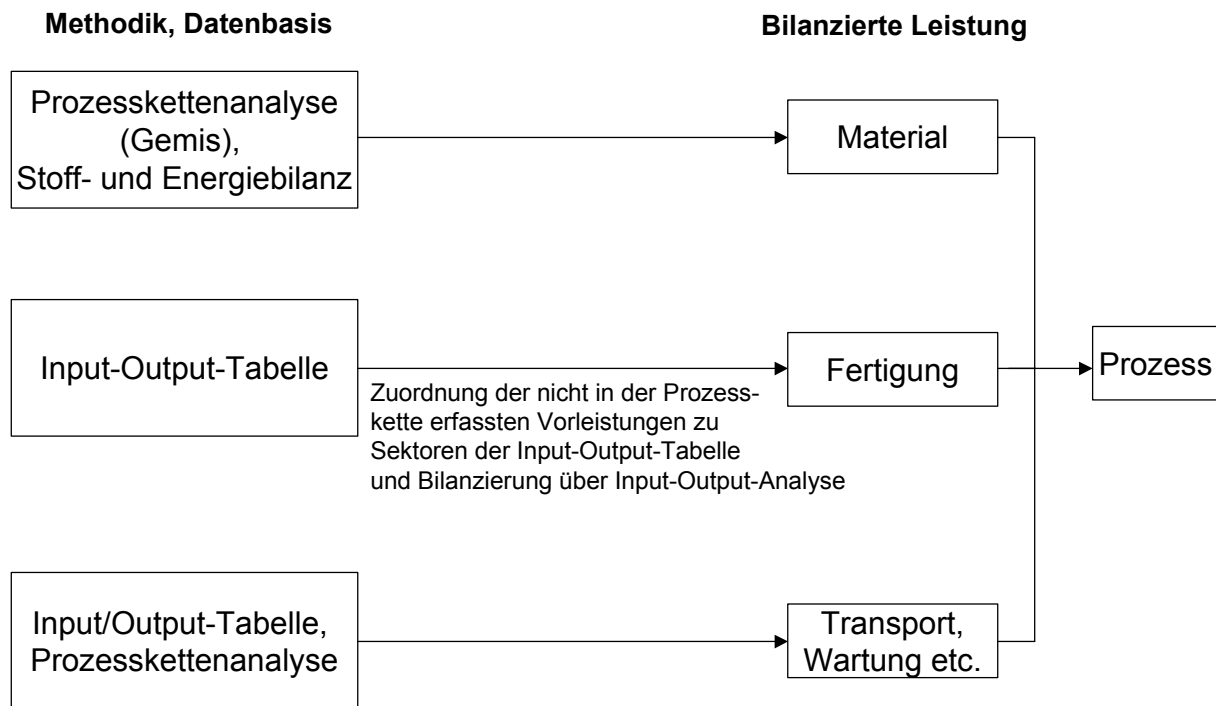 Methodik, Datenbasis
Bilanzierte Leistung
Prozesskettenanalyse
(Gemis),
Stoff- und Energiebilanz
Material
Input-Output-Tabelle
Zuordnung der nicht in der Prozess-
kette erfassten Vorleistungen zu
Sektoren der Input-Output-Tabelle
und Bilanzierung über Input-Output-Analyse
Fertigung
Prozess
Input/Output-Tabelle,
Prozesskettenanalyse
Transport,
Wartung etc.